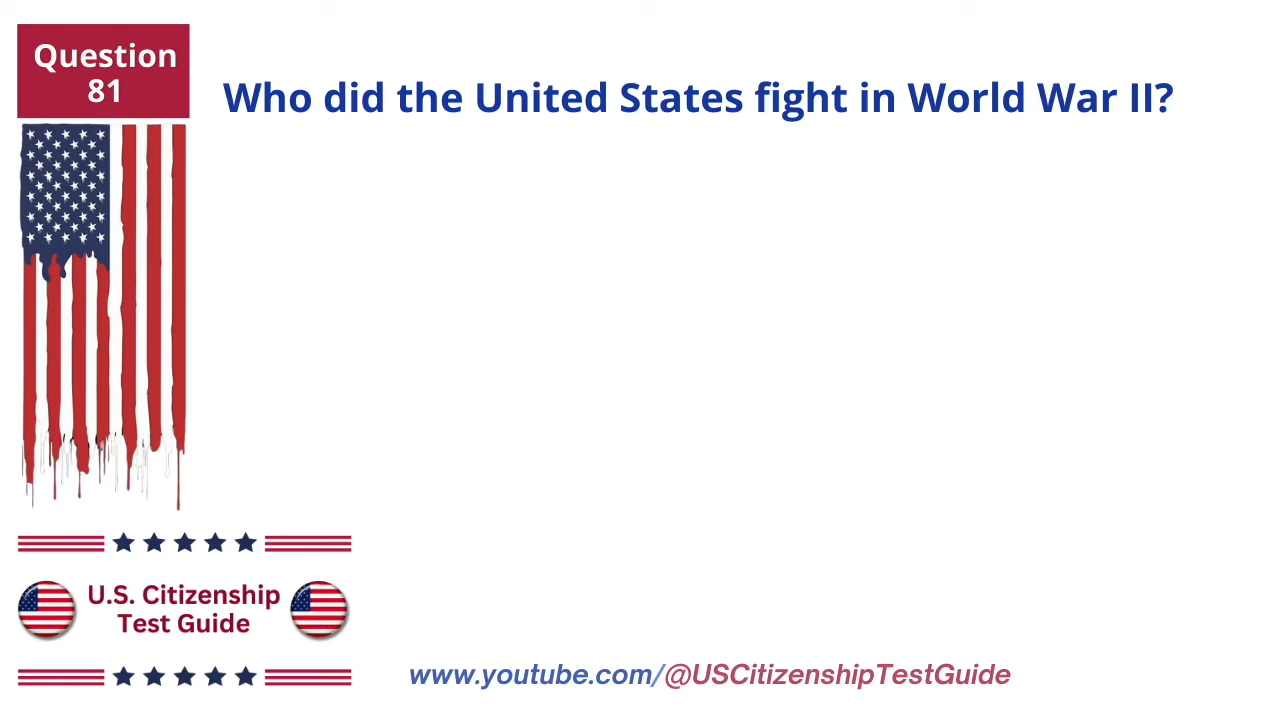 Question
81
Who did the United States fight in World War II?
U.S. Citizenship
Test Guide
www.youtube.com/@USCitizenshipTestGuide